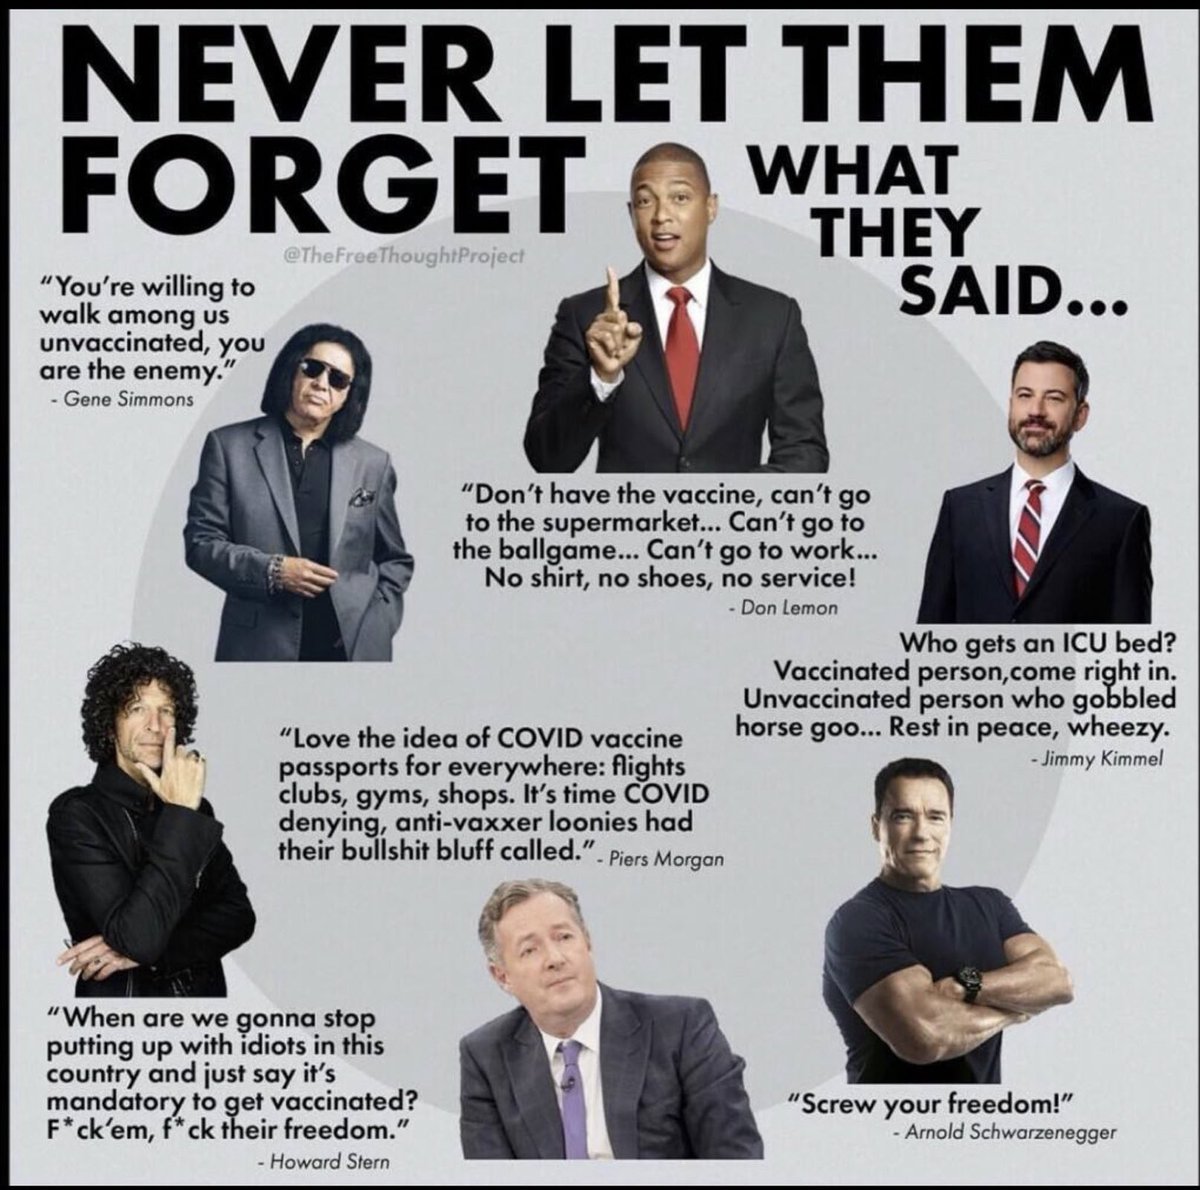 NEVER LET THEM
FORGET
WHAT
THEY
SAID...
@TheFreeThoughtProject
“You’re willing to
walk among us
unvaccinated, you
are the enemy.”
- Gene Simmons
“Don’t have the vaccine, can’t go
to the supermarket... Can’t go to
the ballgame... Can’t go to work...
No shirt, no shoes, no service!
- Don Lemon
Who gets an ICU bed?
Vaccinated person,come right in.
Unvaccinated person who gobbled
horse goo... Rest in peace, wheezy.
- Jimmy Kimmel
“Love the idea of COVID vaccine
passports for everywhere: flights
clubs, gyms, shops. It’s time COVID
denying, anti-vaxxer loonies had
their bullshit bluff called.” - Piers Morgan
“When are we gonna stop
putting up with idiots in this
country and just say it’s
mandatory to get vaccinated?
F*ck‘em, f*ck their freedom.”
- Howard Stern
“Screw your freedom!”
- Arnold Schwarzenegger